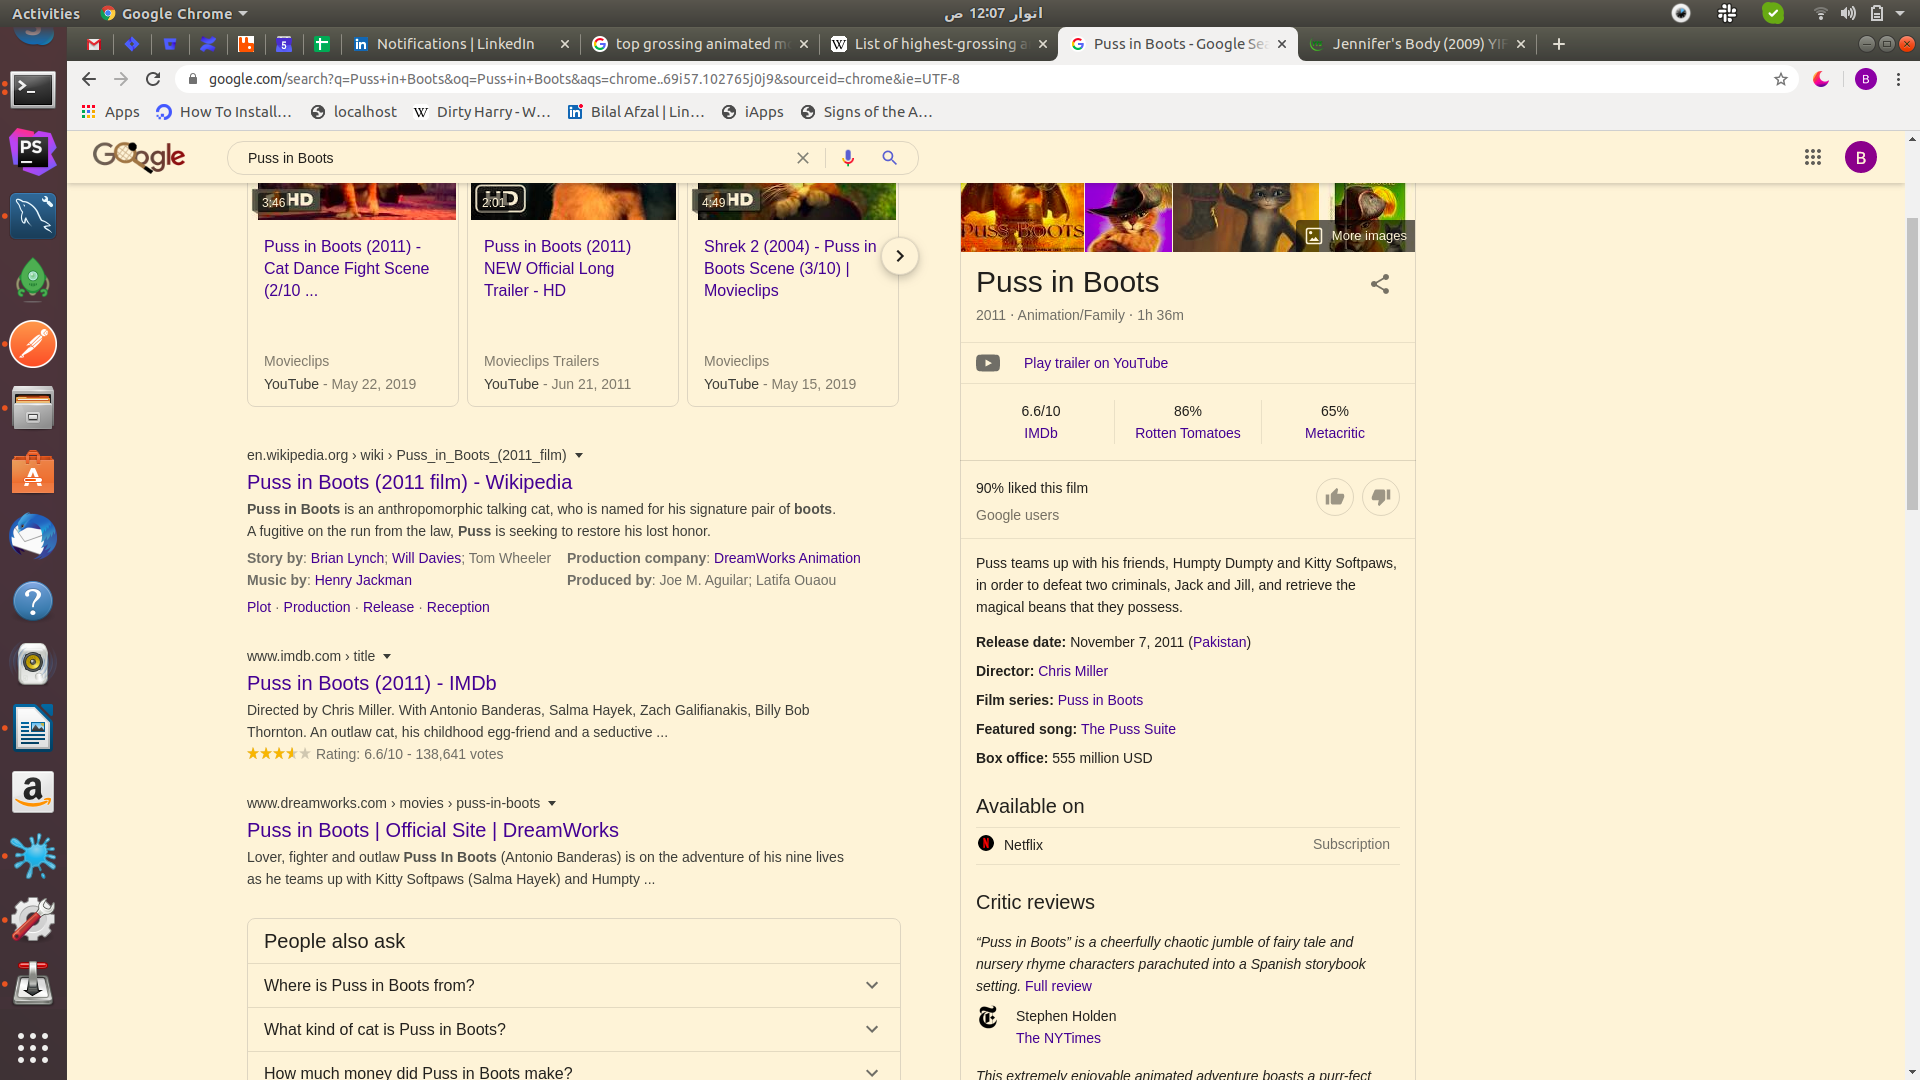 Activities
Google Chrome
اتوار 12:07 ص
Notifications | LinkedIn
top grossing animated m
List of highest-grossing a
Puss in Boots - Google Sea
Jennifer's Body (2009) YIF
google.com/search?q=Puss+in+Boots&oq=Puss+in+Boots&aqs=chrome..69i57.102765j0j9&sourceid=chrome&ie=UTF-8
B
Apps
How To Install…
localhost
Dirty Harry - W…
Bilal Afzal | Lin…
iApps
Signs of the A…
Google
Puss in Boots
B
3:46 HD
2:01 HD
4:49 HD
Puss in Boots (2011) -
Cat Dance Fight Scene
(2/10 ...
Movieclips
YouTube - May 22, 2019
Puss in Boots (2011)
NEW Official Long
Trailer - HD
Movieclips Trailers
YouTube - Jun 21, 2011
Shrek 2 (2004) - Puss in
Boots Scene (3/10) |
Movieclips
Movieclips
YouTube - May 15, 2019
en.wikipedia.org › wiki › Puss_in_Boots_(2011_film)
Puss in Boots (2011 film) - Wikipedia
Puss in Boots is an anthropomorphic talking cat, who is named for his signature pair of boots.
A fugitive on the run from the law, Puss is seeking to restore his lost honor.
Story by: Brian Lynch; Will Davies; Tom Wheeler
Production company: DreamWorks Animation
Music by: Henry Jackman
Produced by: Joe M. Aguilar; Latifa Ouaou
Plot · Production · Release · Reception
www.imdb.com › title
Puss in Boots (2011) - IMDb
Directed by Chris Miller. With Antonio Banderas, Salma Hayek, Zach Galifianakis, Billy Bob
Thornton. An outlaw cat, his childhood egg-friend and a seductive ...
Rating: 6.6/10 - 138,641 votes
www.dreamworks.com › movies › puss-in-boots
Puss in Boots | Official Site | DreamWorks
Lover, fighter and outlaw Puss In Boots (Antonio Banderas) is on the adventure of his nine lives
as he teams up with Kitty Softpaws (Salma Hayek) and Humpty ...
People also ask
Where is Puss in Boots from?
What kind of cat is Puss in Boots?
How much money did Puss in Boots make?
PUSS BOOTS
More images
Puss in Boots
2011 · Animation/Family · 1h 36m
Play trailer on YouTube
6.6/10
IMDb
86%
Rotten Tomatoes
65%
Metacritic
90% liked this film
Google users
Puss teams up with his friends, Humpty Dumpty and Kitty Softpaws,
in order to defeat two criminals, Jack and Jill, and retrieve the
magical beans that they possess.
Release date: November 7, 2011 (Pakistan)
Director: Chris Miller
Film series: Puss in Boots
Featured song: The Puss Suite
Box office: 555 million USD
Available on
Netflix
Subscription
Critic reviews
“Puss in Boots” is a cheerfully chaotic jumble of fairy tale and
nursery rhyme characters parachuted into a Spanish storybook
setting. Full review
Stephen Holden
The NYTimes
This extremely enjoyable animated adventure boasts a purr-fect